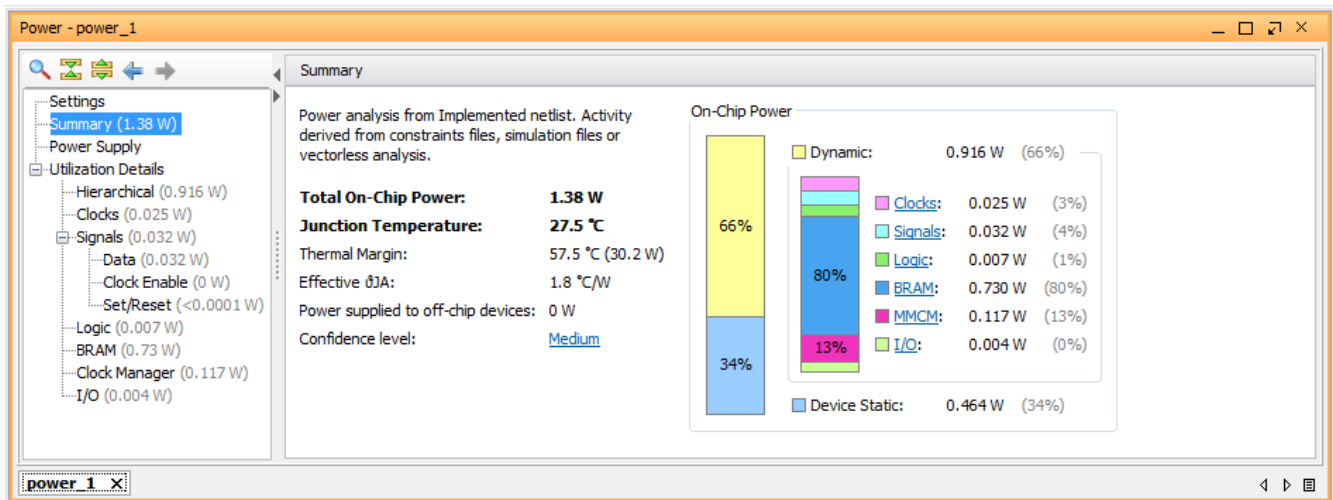 Power - power_1
Settings
Summary (1.38 W)
Power Supply
Utilization Details
Hierarchical (0.916 W)
Clocks (0.025 W)
Signals (0.032 W)
Data (0.032 W)
Clock Enable (0 W)
Set/Reset (<0.0001 W)
Logic (0.007 W)
BRAM (0.73 W)
Clock Manager (0.117 W)
I/O (0.004 W)
Summary
Power analysis from Implemented netlist. Activity
derived from constraints files, simulation files or
vectorless analysis.
Total On-Chip Power: 1.38 W
Junction Temperature: 27.5 °C
Thermal Margin: 57.5 °C (30.2 W)
Effective ϑJA: 1.8 °C/W
Power supplied to off-chip devices: 0 W
Confidence level: Medium
On-Chip Power
66%
34%
Dynamic: 0.916 W (66%)
80%
13%
Clocks: 0.025 W (3%)
Signals: 0.032 W (4%)
Logic: 0.007 W (1%)
BRAM: 0.730 W (80%)
MMCM: 0.117 W (13%)
I/O: 0.004 W (0%)
Device Static: 0.464 W (34%)
power_1